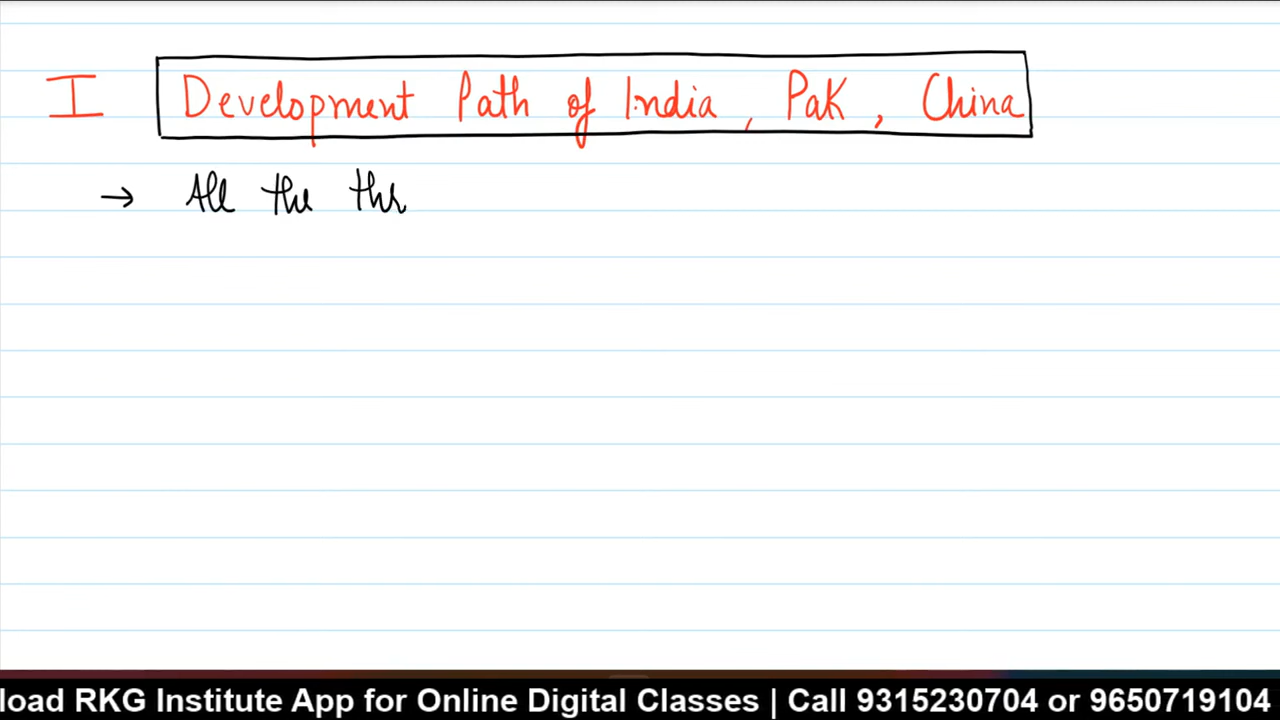 I Development Path of India, Pak, China
→ All the thr
load RKG Institute App for Online Digital Classes | Call 9315230704 or 9650719104